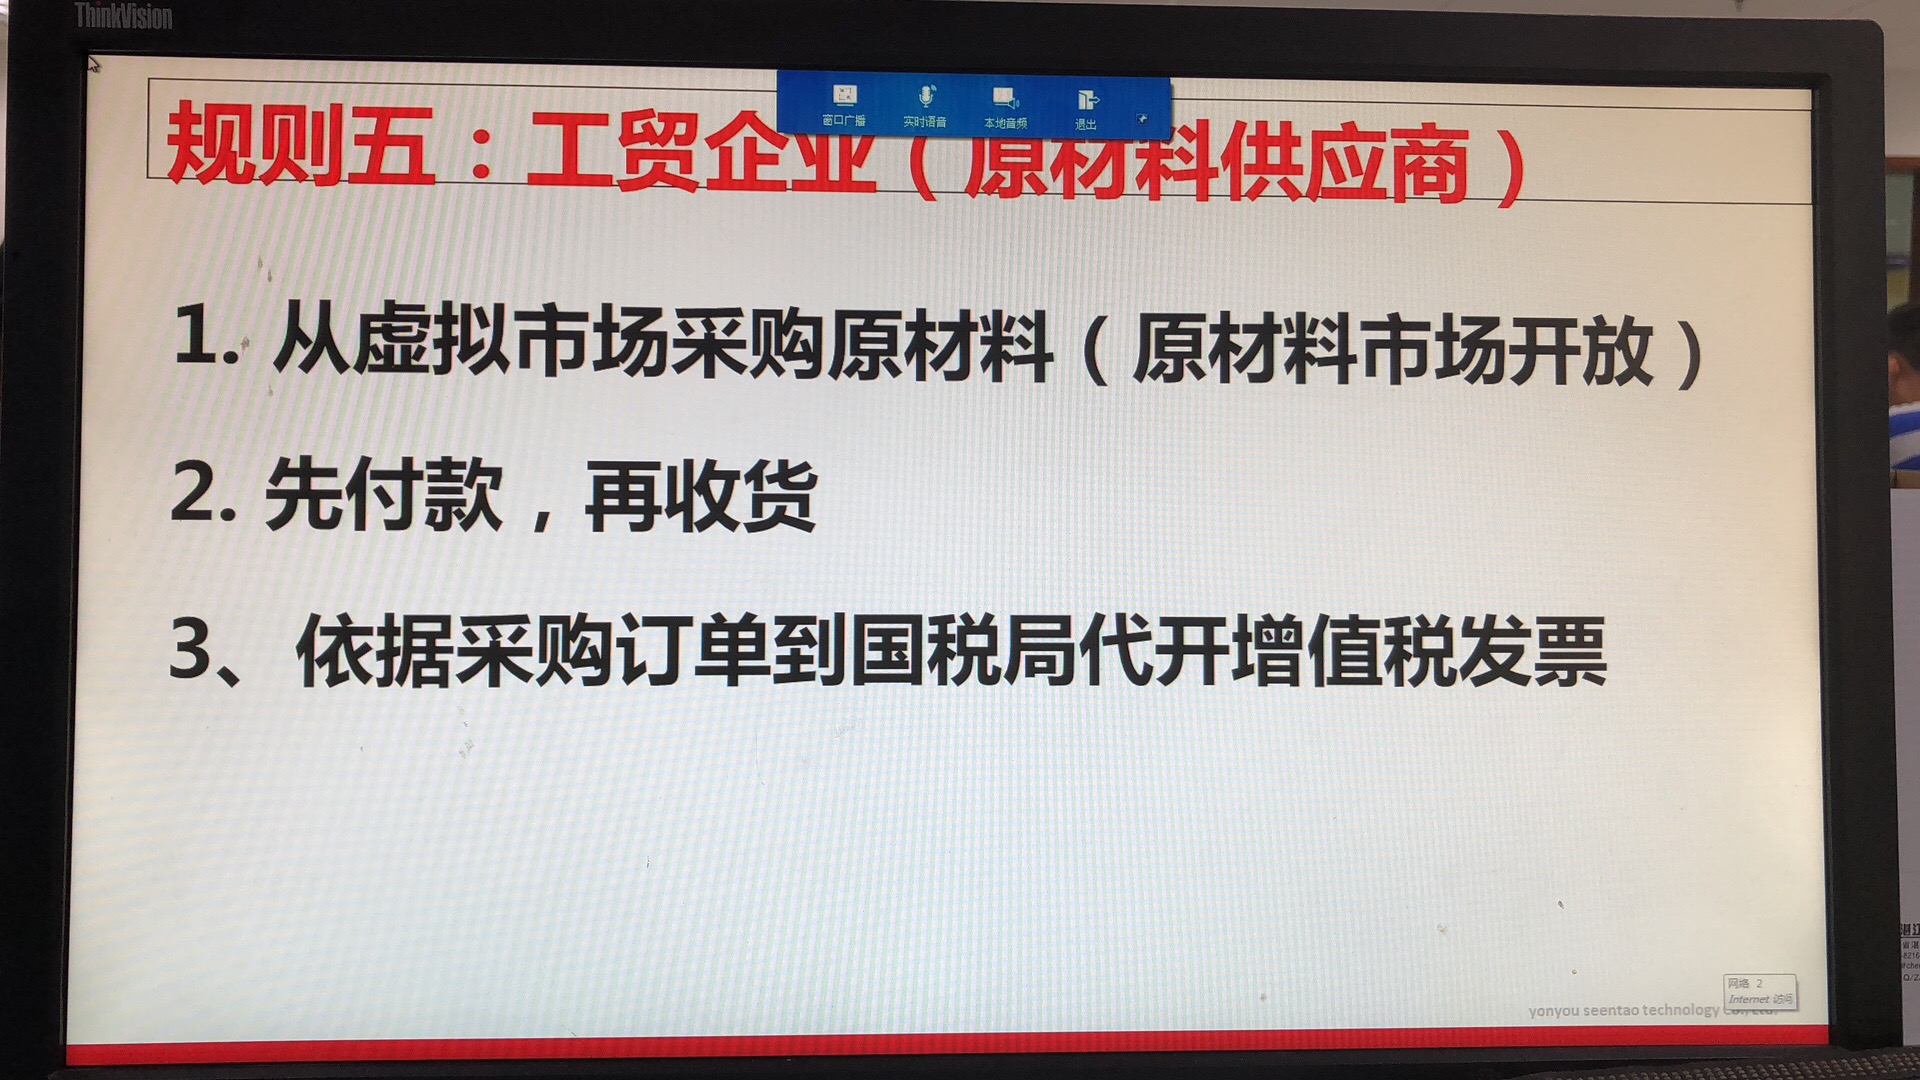 ThinkVision
窗口广播 实时语音 本地音频 退出
规则五：工贸企业（原材料供应商）
1. 从虚拟市场采购原材料（原材料市场开放）
2. 先付款，再收货
3、依据采购订单到国税局代开增值税发票
网络 2
Internet 访问
yonyou seentao technology Co., Ltd.